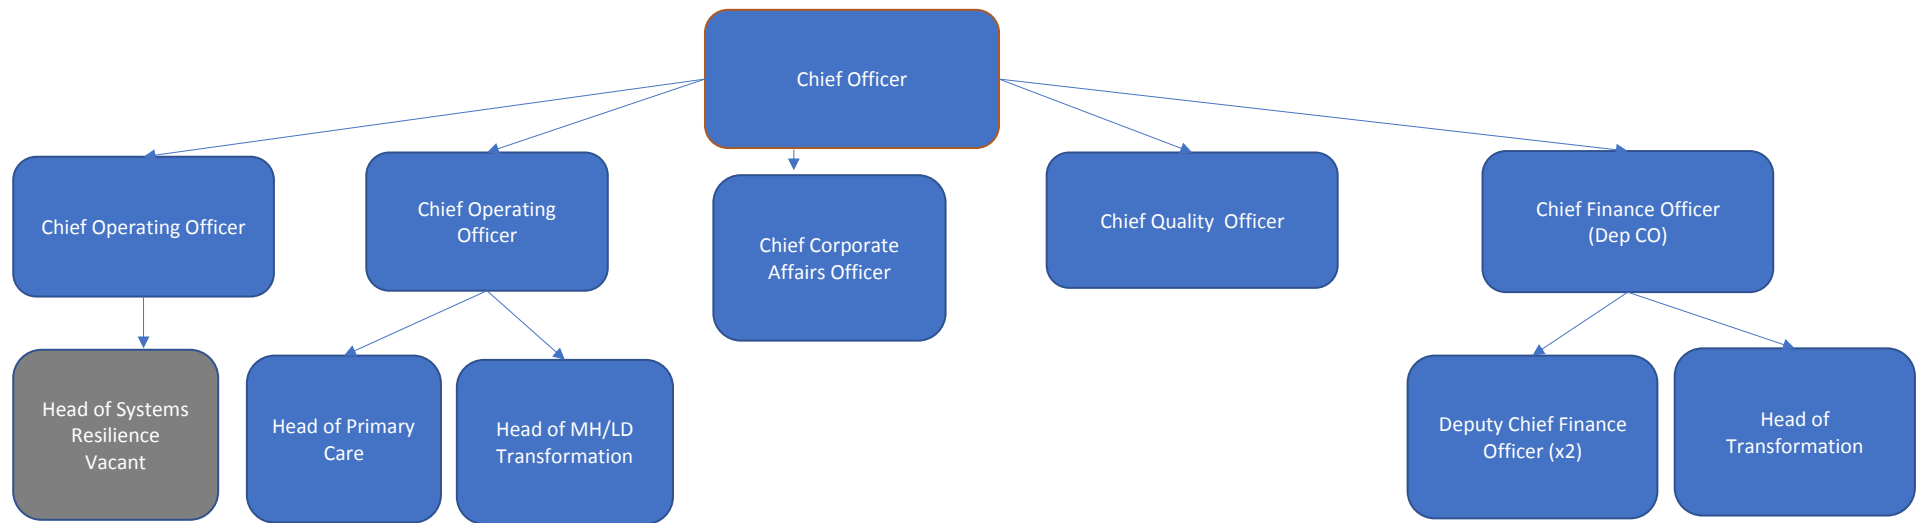 Chief Officer
Chief Operating Officer
Chief Operating
Officer
Chief Corporate
Affairs Officer
Chief Quality  Officer
Chief Finance Officer
(Dep CO)
Head of Systems
Resilience
Vacant
Head of Primary
Care
Head of MH/LD
Transformation
Deputy Chief Finance
Officer (x2)
Head of
Transformation